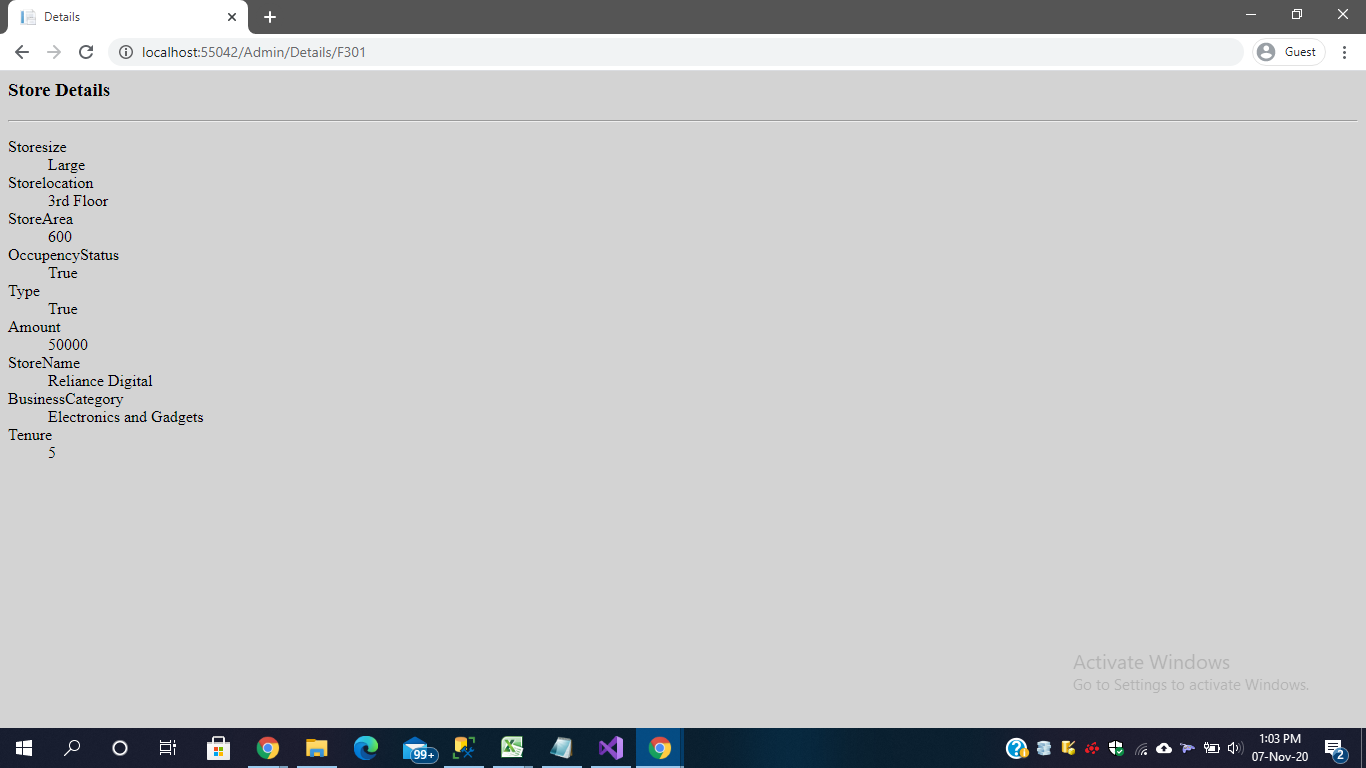 Details
localhost:55042/Admin/Details/F301
Guest
Store Details
Storesize
Large
Storelocation
3rd Floor
StoreArea
600
OccupencyStatus
True
Type
True
Amount
50000
StoreName
Reliance Digital
BusinessCategory
Electronics and Gadgets
Tenure
5
Activate Windows
Go to Settings to activate Windows.
99+
1:03 PM
07-Nov-20
2